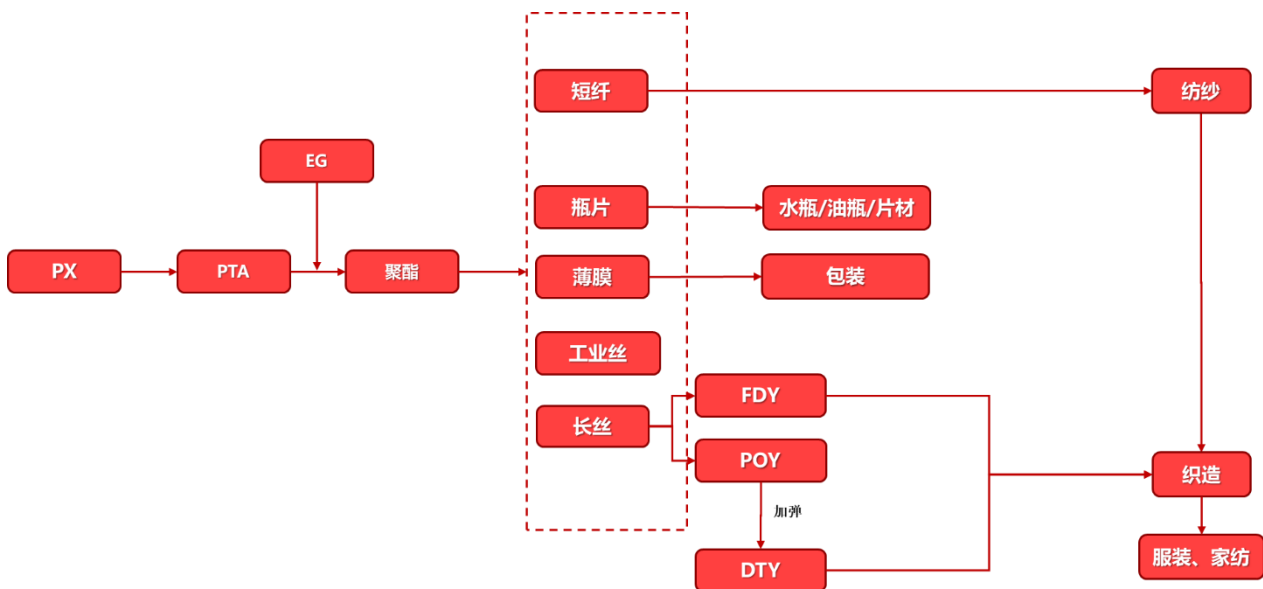 短纤
纺纱
EG
瓶片
水瓶/油瓶/片材
PX
PTA
聚酯
薄膜
包装
工业丝
FDY
长丝
POY
织造
加弹
DTY
服装、家纺